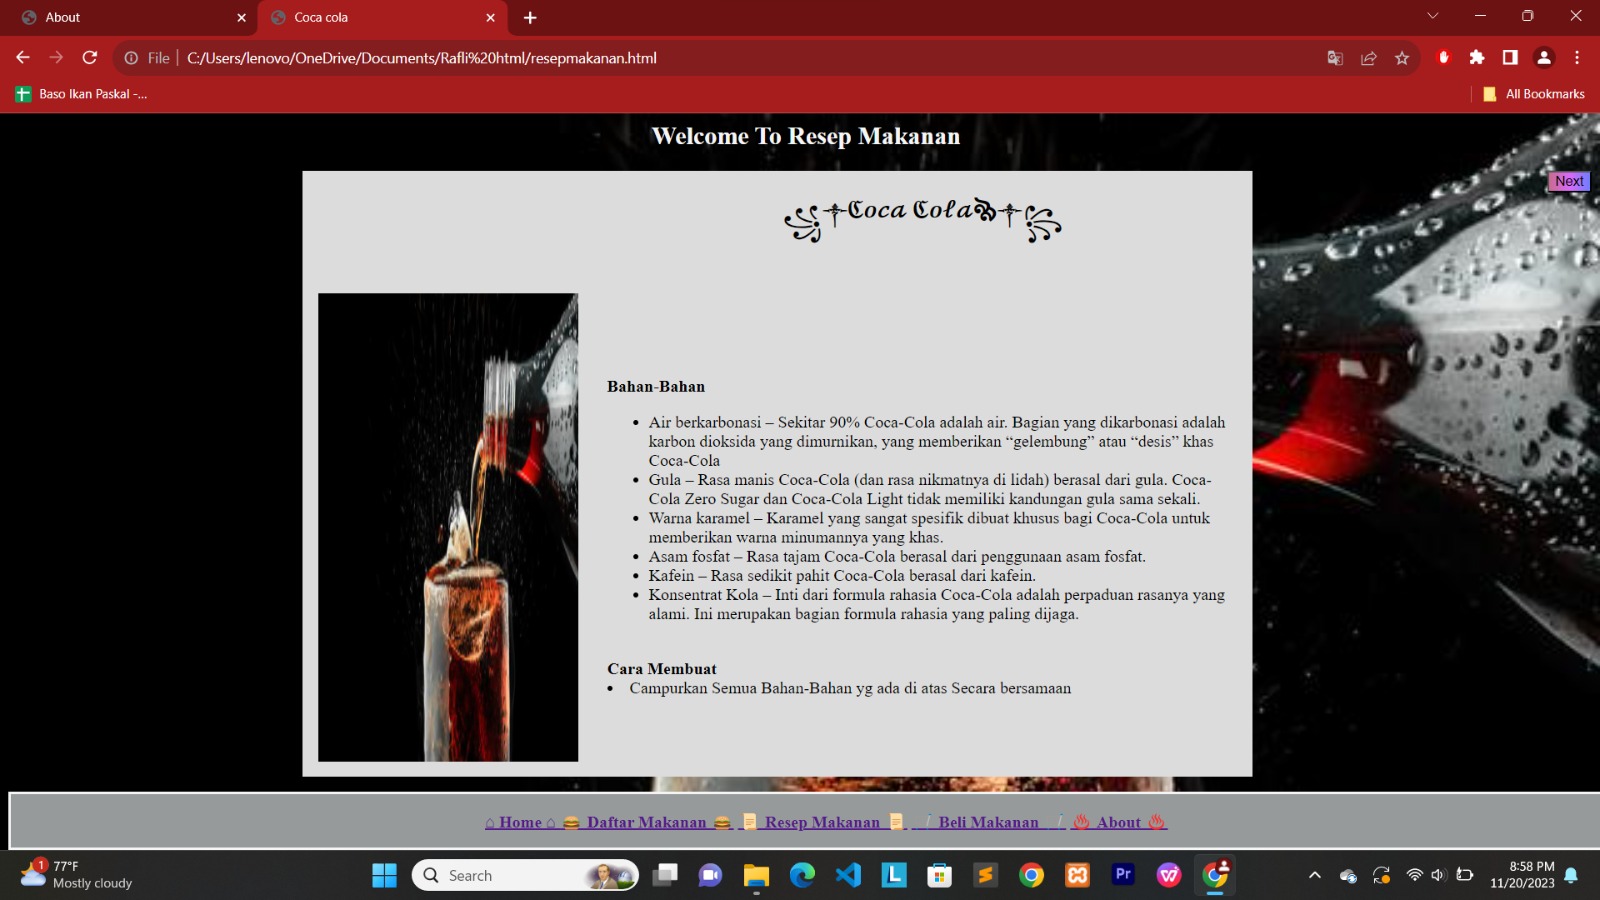 About
Coca cola
File
C:/Users/lenovo/OneDrive/Documents/Rafli%20html/resepmakanan.html
Baso Ikan Paskal -...
All Bookmarks
Welcome To Resep Makanan
Next
꧁༒ℭ𝓸𝓬𝓪 ℭ𝓸𝓵𝓪༒꧂
Bahan-Bahan
• Air berkarbonasi – Sekitar 90% Coca-Cola adalah air. Bagian yang dikarbonasi adalah
karbon dioksida yang dimurnikan, yang memberikan “gelembung” atau “desis” khas
Coca-Cola
• Gula – Rasa manis Coca-Cola (dan rasa nikmatnya di lidah) berasal dari gula. Coca-
Cola Zero Sugar dan Coca-Cola Light tidak memiliki kandungan gula sama sekali.
• Warna karamel – Karamel yang sangat spesifik dibuat khusus bagi Coca-Cola untuk
memberikan warna minumannya yang khas.
• Asam fosfat – Rasa tajam Coca-Cola berasal dari penggunaan asam fosfat.
• Kafein – Rasa sedikit pahit Coca-Cola berasal dari kafein.
• Konsentrat Kola – Inti dari formula rahasia Coca-Cola adalah perpaduan rasanya yang
alami. Ini merupakan bagian formula rahasia yang paling dijaga.
Cara Membuat
• Campurkan Semua Bahan-Bahan yg ada di atas Secara bersamaan
⌂ Home ⌂ 🍔 Daftar Makanan 🍔 📜 Resep Makanan 📜 Beli Makanan ♨️ About ♨️
1
77°F
Mostly cloudy
Search
L
Pr
8:58 PM
11/20/2023